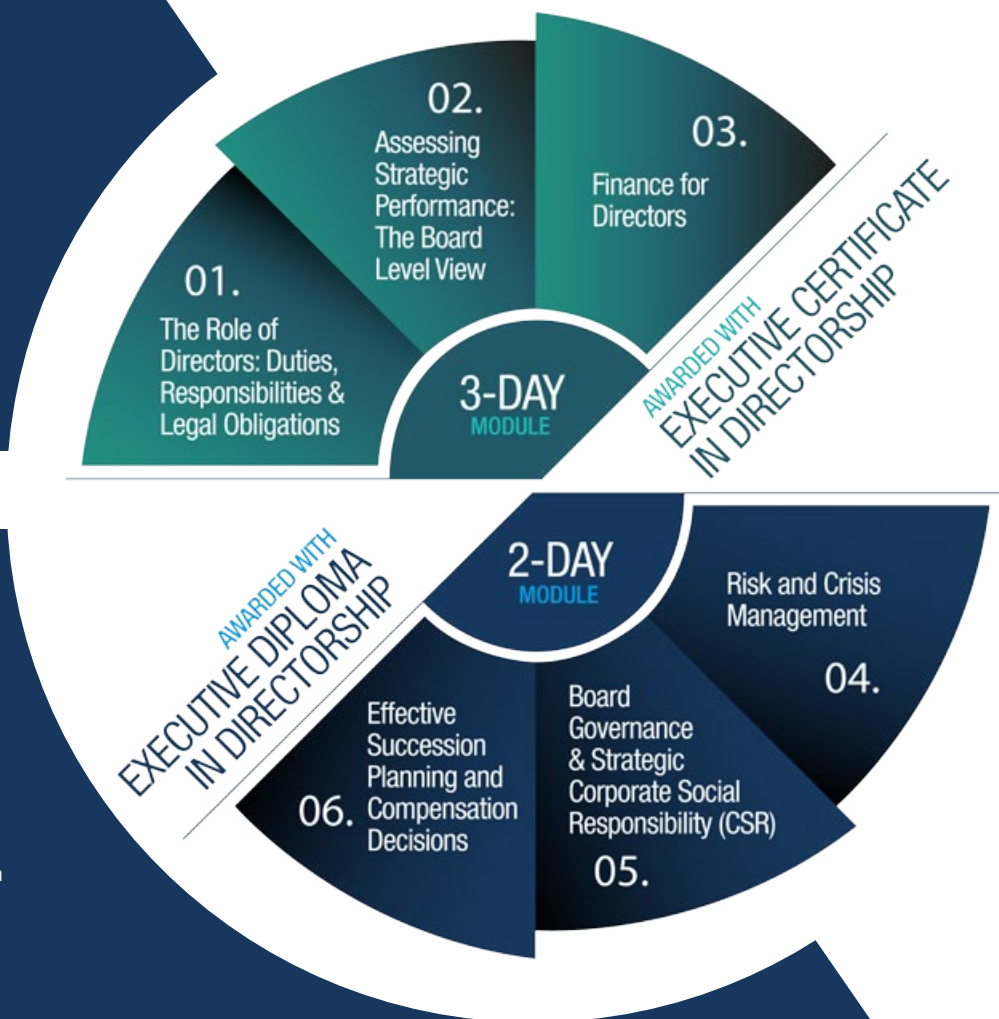 01.
The Role of
Directors: Duties,
Responsibilities &
Legal Obligations
02.
Assessing
Strategic
Performance:
The Board
Level View
03.
Finance for
Directors
3-DAY
MODULE
AWARDED WITH
EXECUTIVE CERTIFICATE
IN DIRECTORSHIP
2-DAY
MODULE
Risk and Crisis
Management
04.
Board
Governance
& Strategic
Corporate Social
Responsibility (CSR)
05.
Effective
Succession
Planning and
06. Compensation
Decisions
AWARDED WITH
EXECUTIVE DIPLOMA
IN DIRECTORSHIP